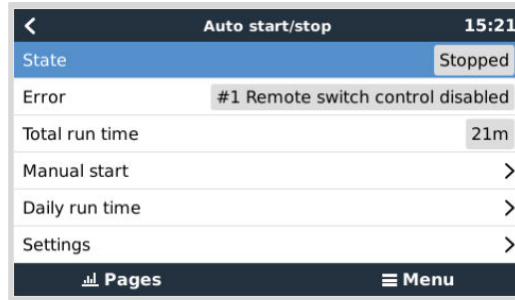 Auto start/stop 15:21
State Stopped
Error #1 Remote switch control disabled
Total run time 21m
Manual start
Daily run time
Settings
Pages Menu